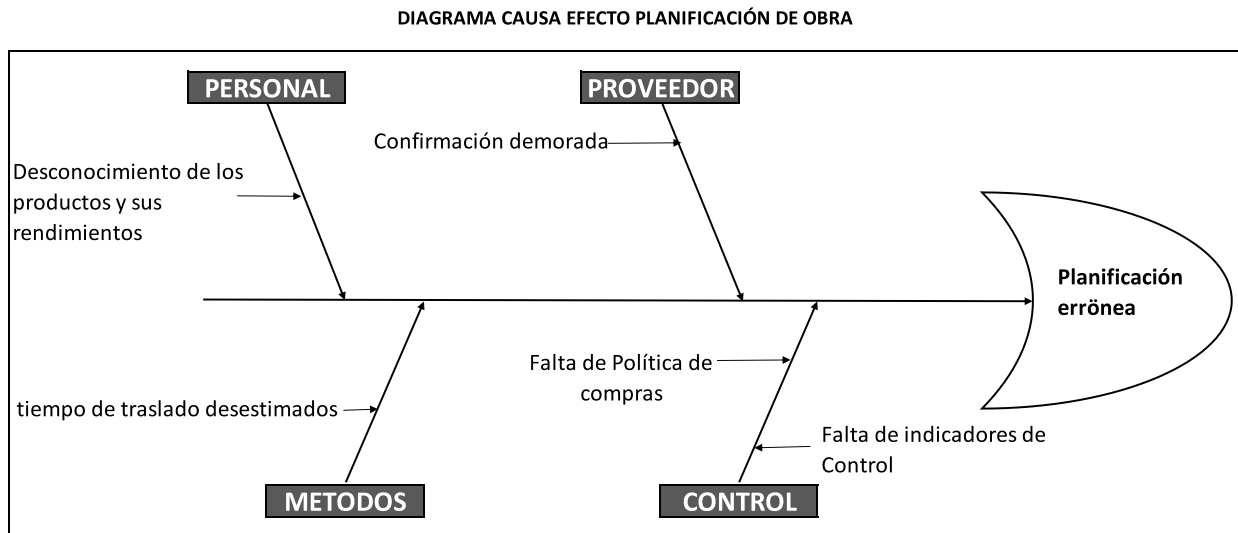 DIAGRAMA CAUSA EFECTO PLANIFICACIÓN DE OBRA
PERSONAL
PROVEEDOR
Confirmación demorada
Desconocimiento de los
productos y sus
rendimientos
Planificación
errönea
Falta de Política de
compras
tiempo de traslado desestimados
Falta de indicadores de
Control
METODOS
CONTROL